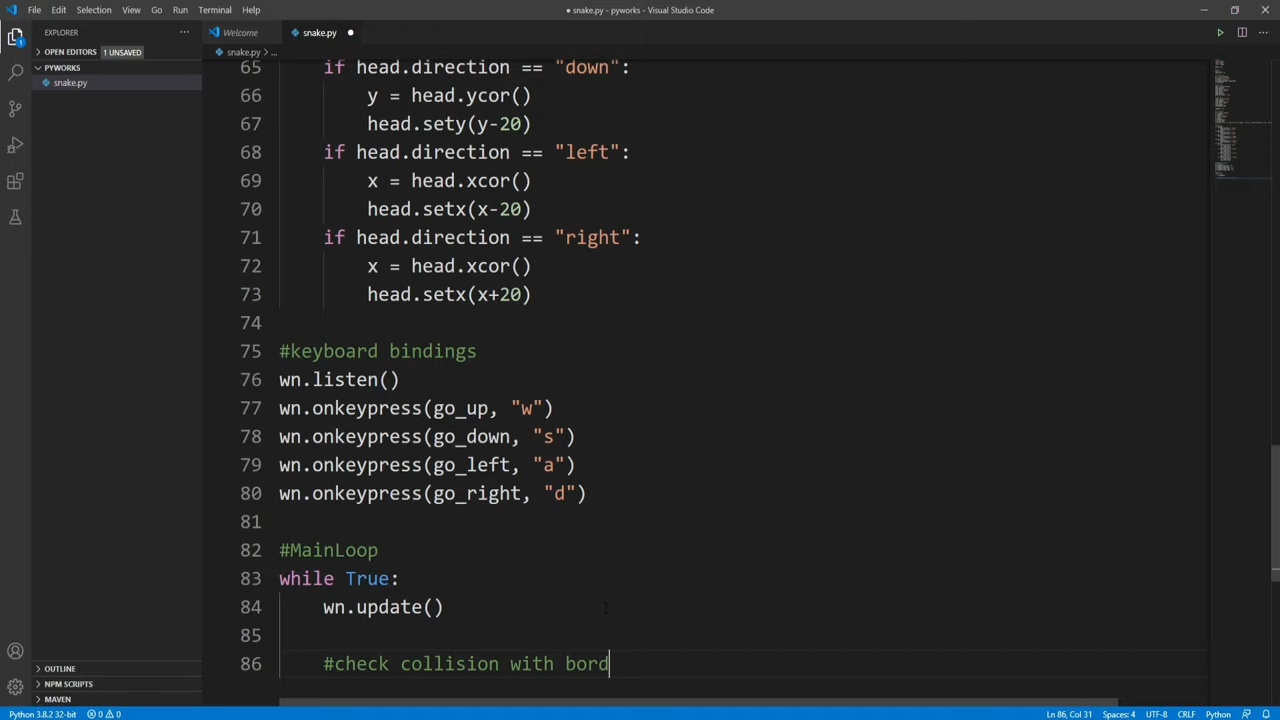 File Edit Selection View Go Run Terminal Help
● snake.py - pyworks - Visual Studio Code
EXPLORER
Welcome
snake.py
OPEN EDITORS 1 UNSAVED
snake.py > ...
PYWORKS
snake.py
1
65 if head.direction == "down":
66 y = head.ycor()
67 head.sety(y-20)
68 if head.direction == "left":
69 x = head.xcor()
70 head.setx(x-20)
71 if head.direction == "right":
72 x = head.xcor()
73 head.setx(x+20)
74
75 #keyboard bindings
76 wn.listen()
77 wn.onkeypress(go_up, "w")
78 wn.onkeypress(go_down, "s")
79 wn.onkeypress(go_left, "a")
80 wn.onkeypress(go_right, "d")
81
82 #MainLoop
83 while True:
84 wn.update()
85
86 #check collision with bord
OUTLINE
NPM SCRIPTS
MAVEN
Python 3.8.2 32-bit 0 0
Ln 86, Col 31 Spaces: 4 UTF-8 CRLF Python